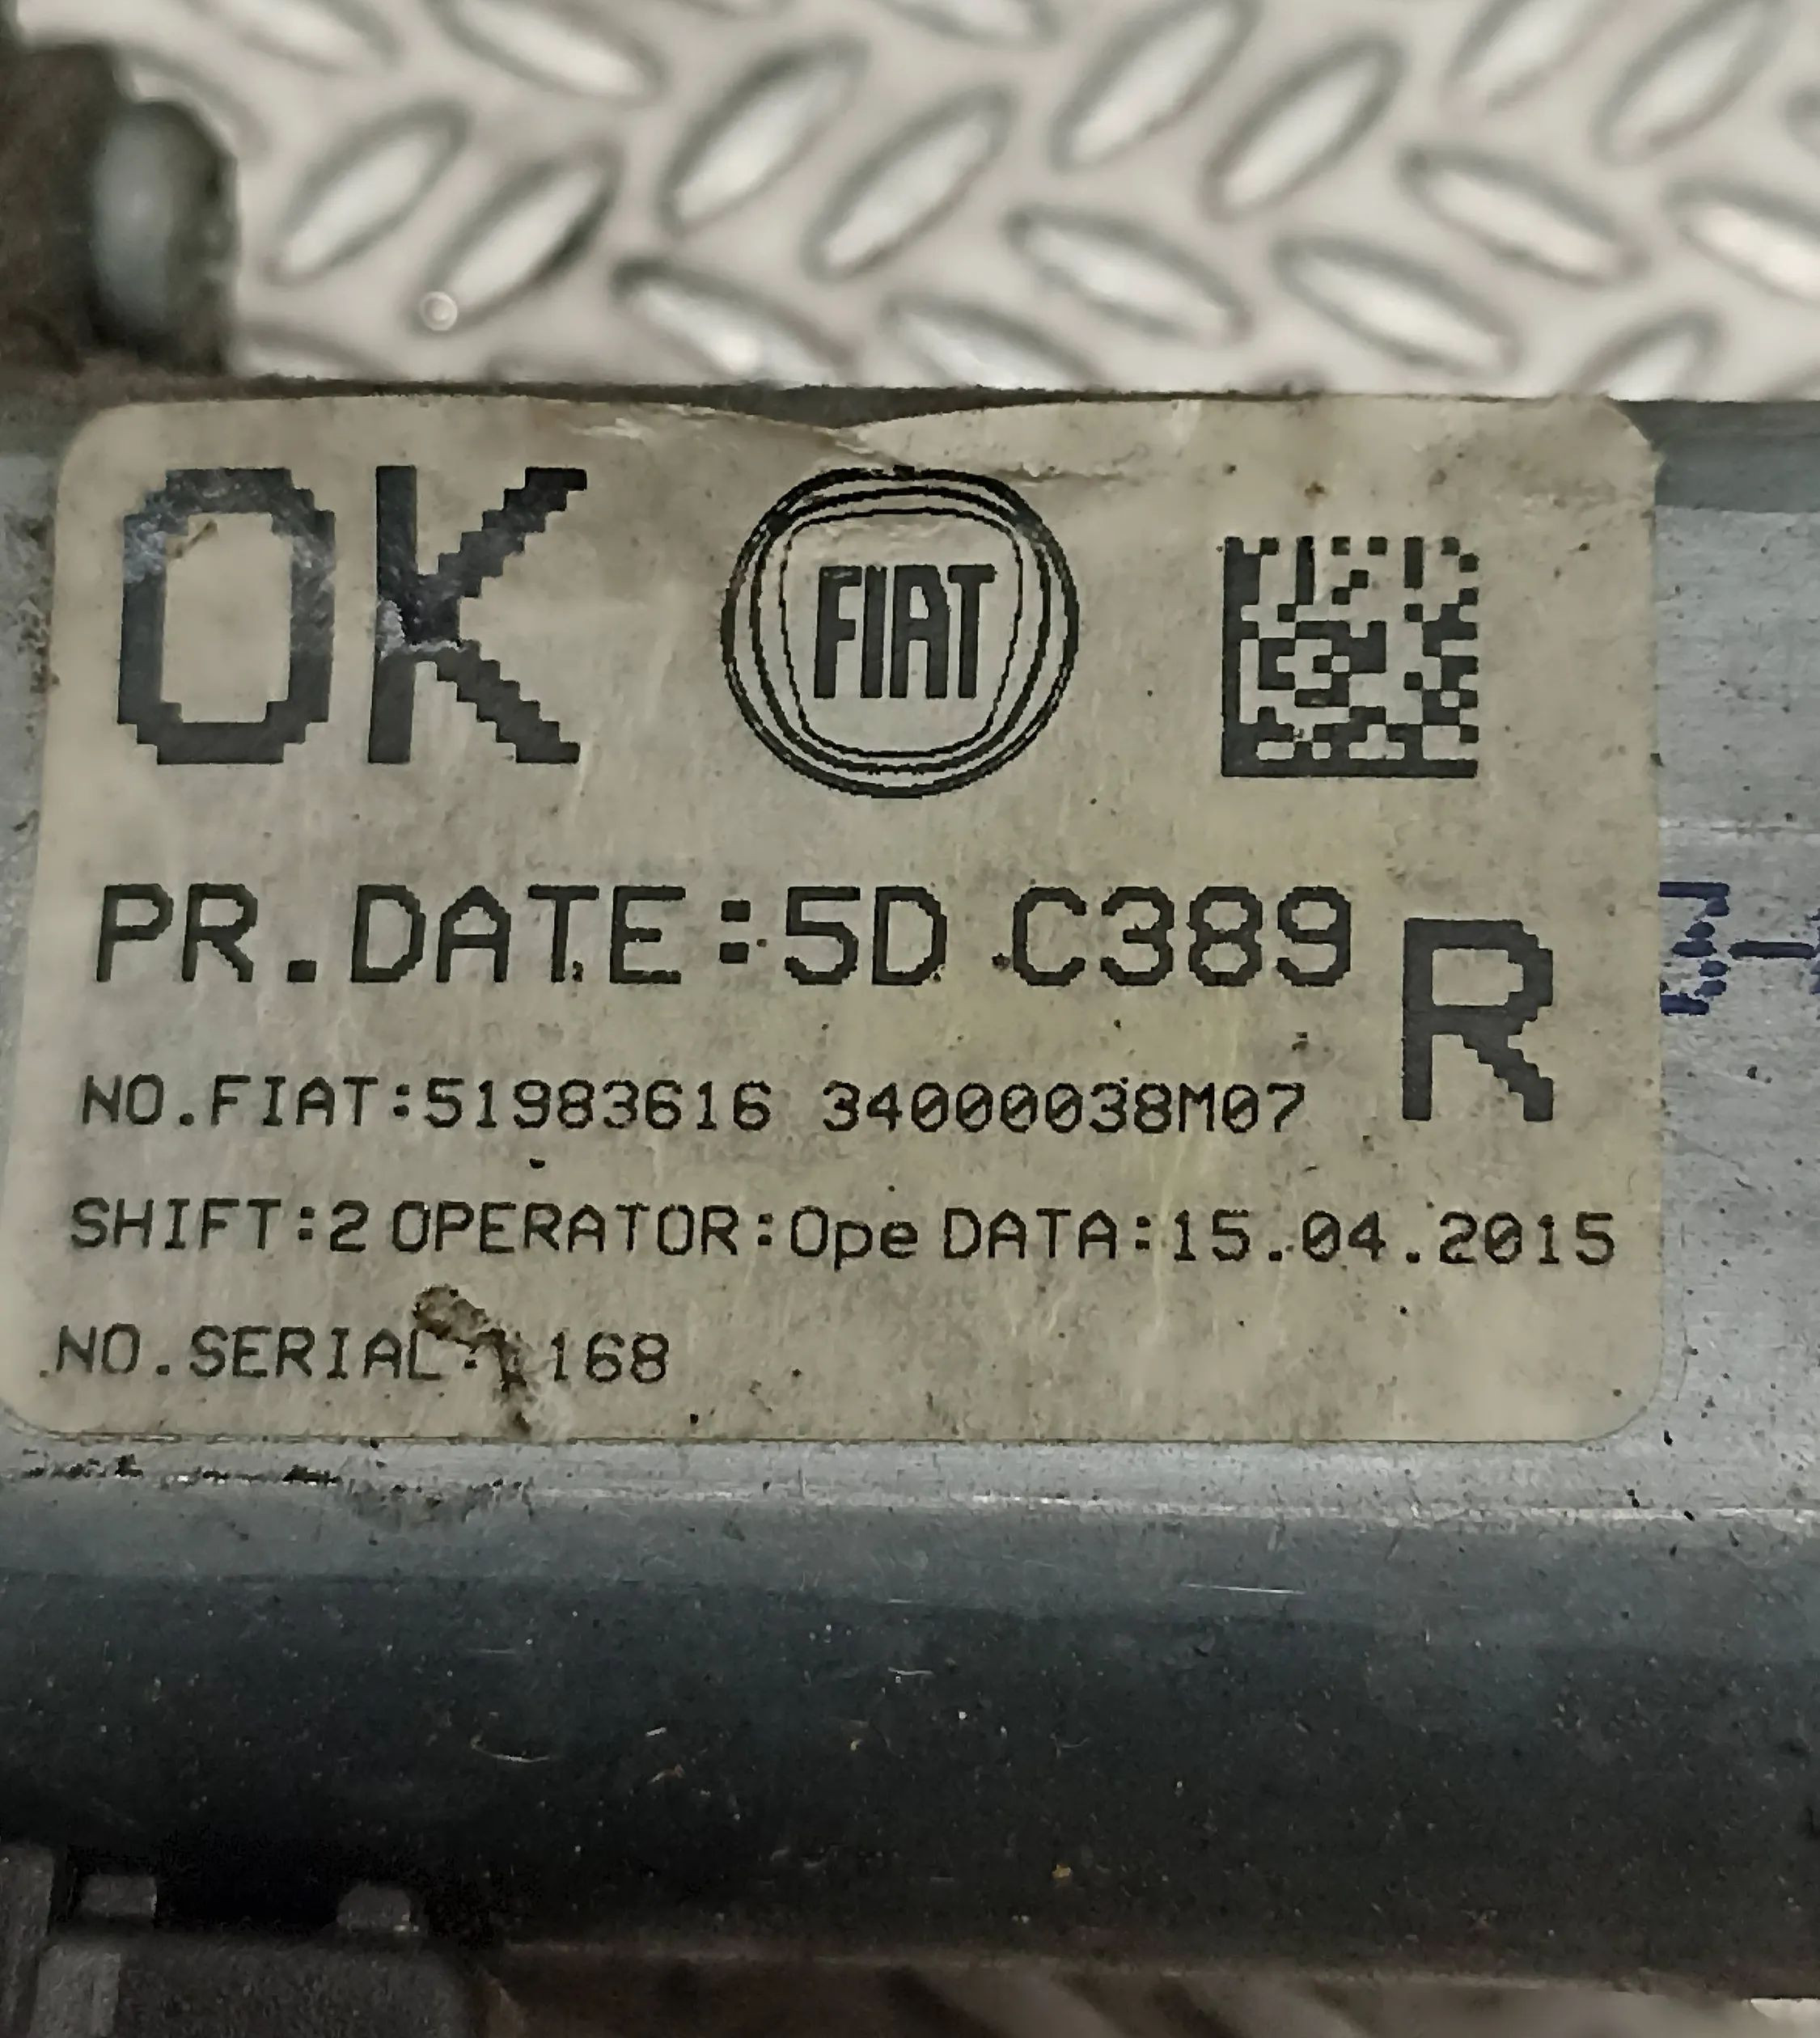 OK FIAT
PR.DATE:5D C389 R
NO.FIAT:51983616 34000038M07
SHIFT:2 OPERATOR:Ope DATA:15.04.2015
NO.SERIAL: 168